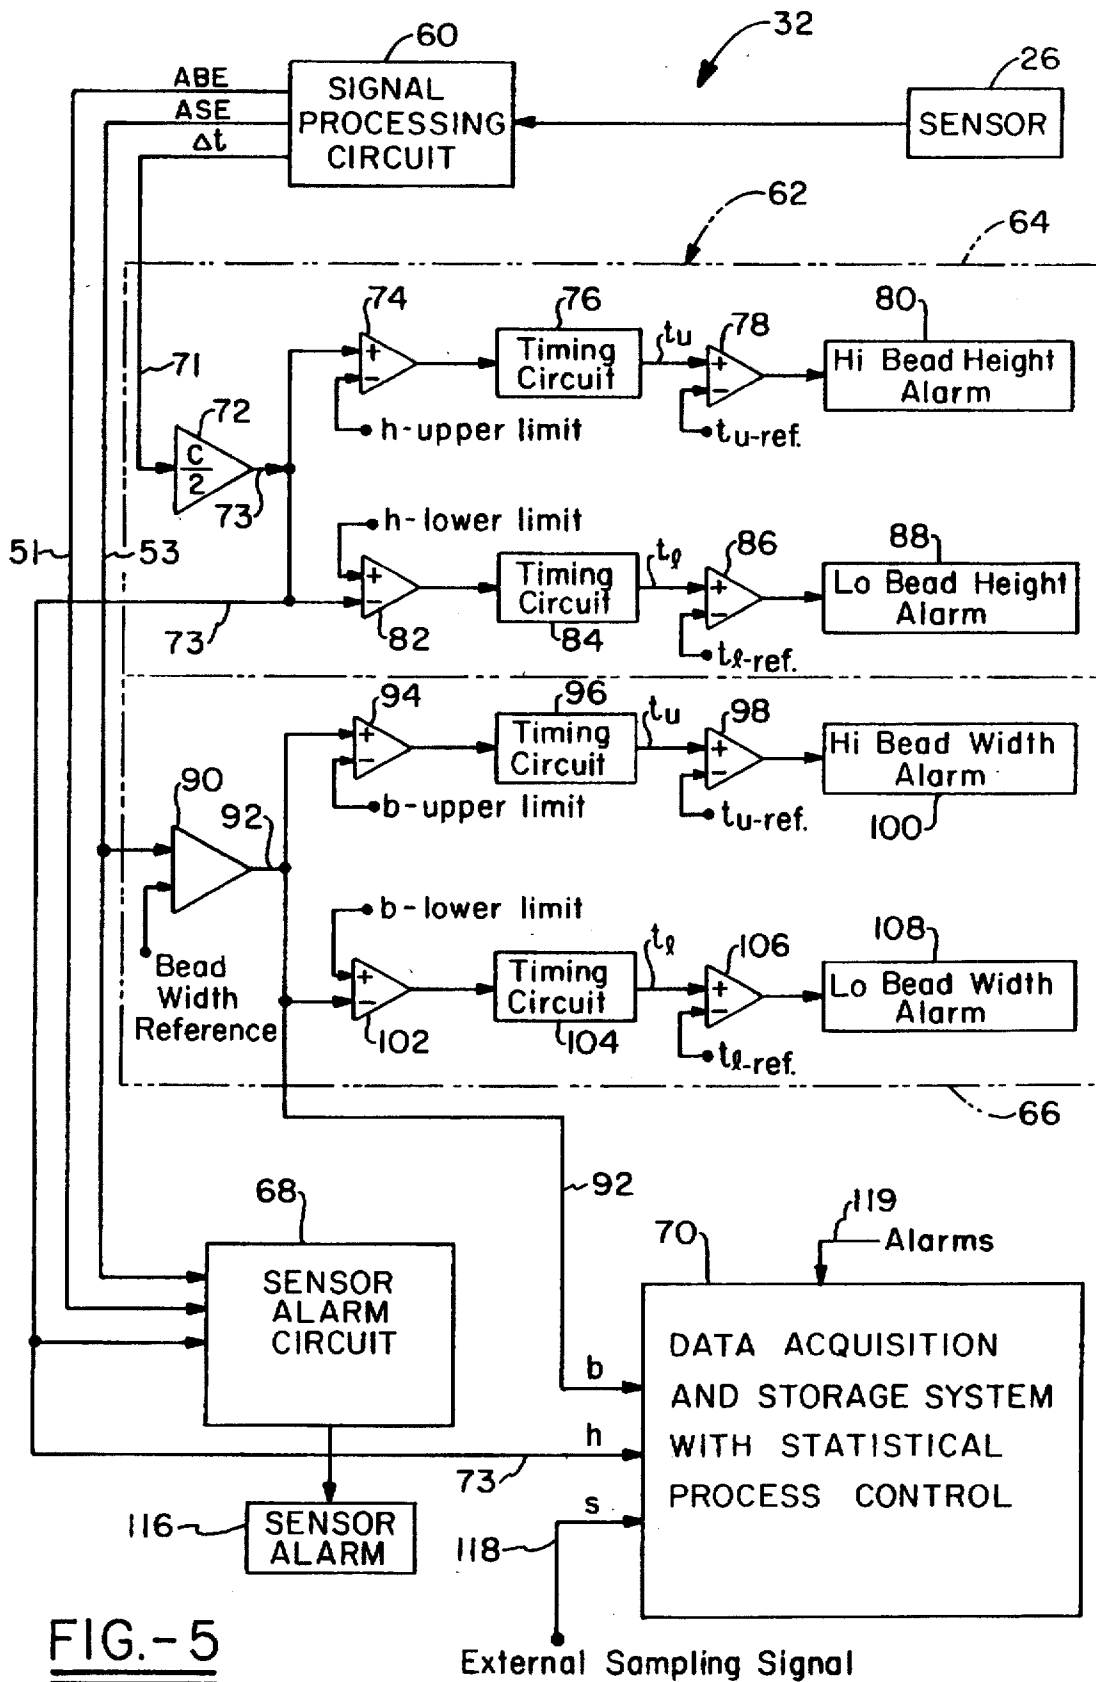 60
32
26
ABE
ASE
Δt
SIGNAL
PROCESSING
CIRCUIT
SENSOR
62
64
74
76
78
80
Timing
Circuit
tu
Hi Bead Height
Alarm
71
72
C/2
73
+
−
h-upper limit
+
−
tu-ref.
51
53
h-lower limit
+
−
82
Timing
Circuit
84
tℓ
86
+
−
tℓ-ref.
88
Lo Bead Height
Alarm
73
94
+
−
96
Timing
Circuit
tu
98
+
−
Hi Bead Width
Alarm
100
90
92
b-upper limit
tu-ref.
Bead
Width
Reference
b-lower limit
+
−
102
Timing
Circuit
104
tℓ
106
+
−
tℓ-ref.
108
Lo Bead Width
Alarm
66
92
68
SENSOR
ALARM
CIRCUIT
70
119
Alarms
b
h
s
73
DATA ACQUISITION
AND STORAGE SYSTEM
WITH STATISTICAL
PROCESS CONTROL
116
SENSOR
ALARM
118
FIG.-5
External Sampling Signal